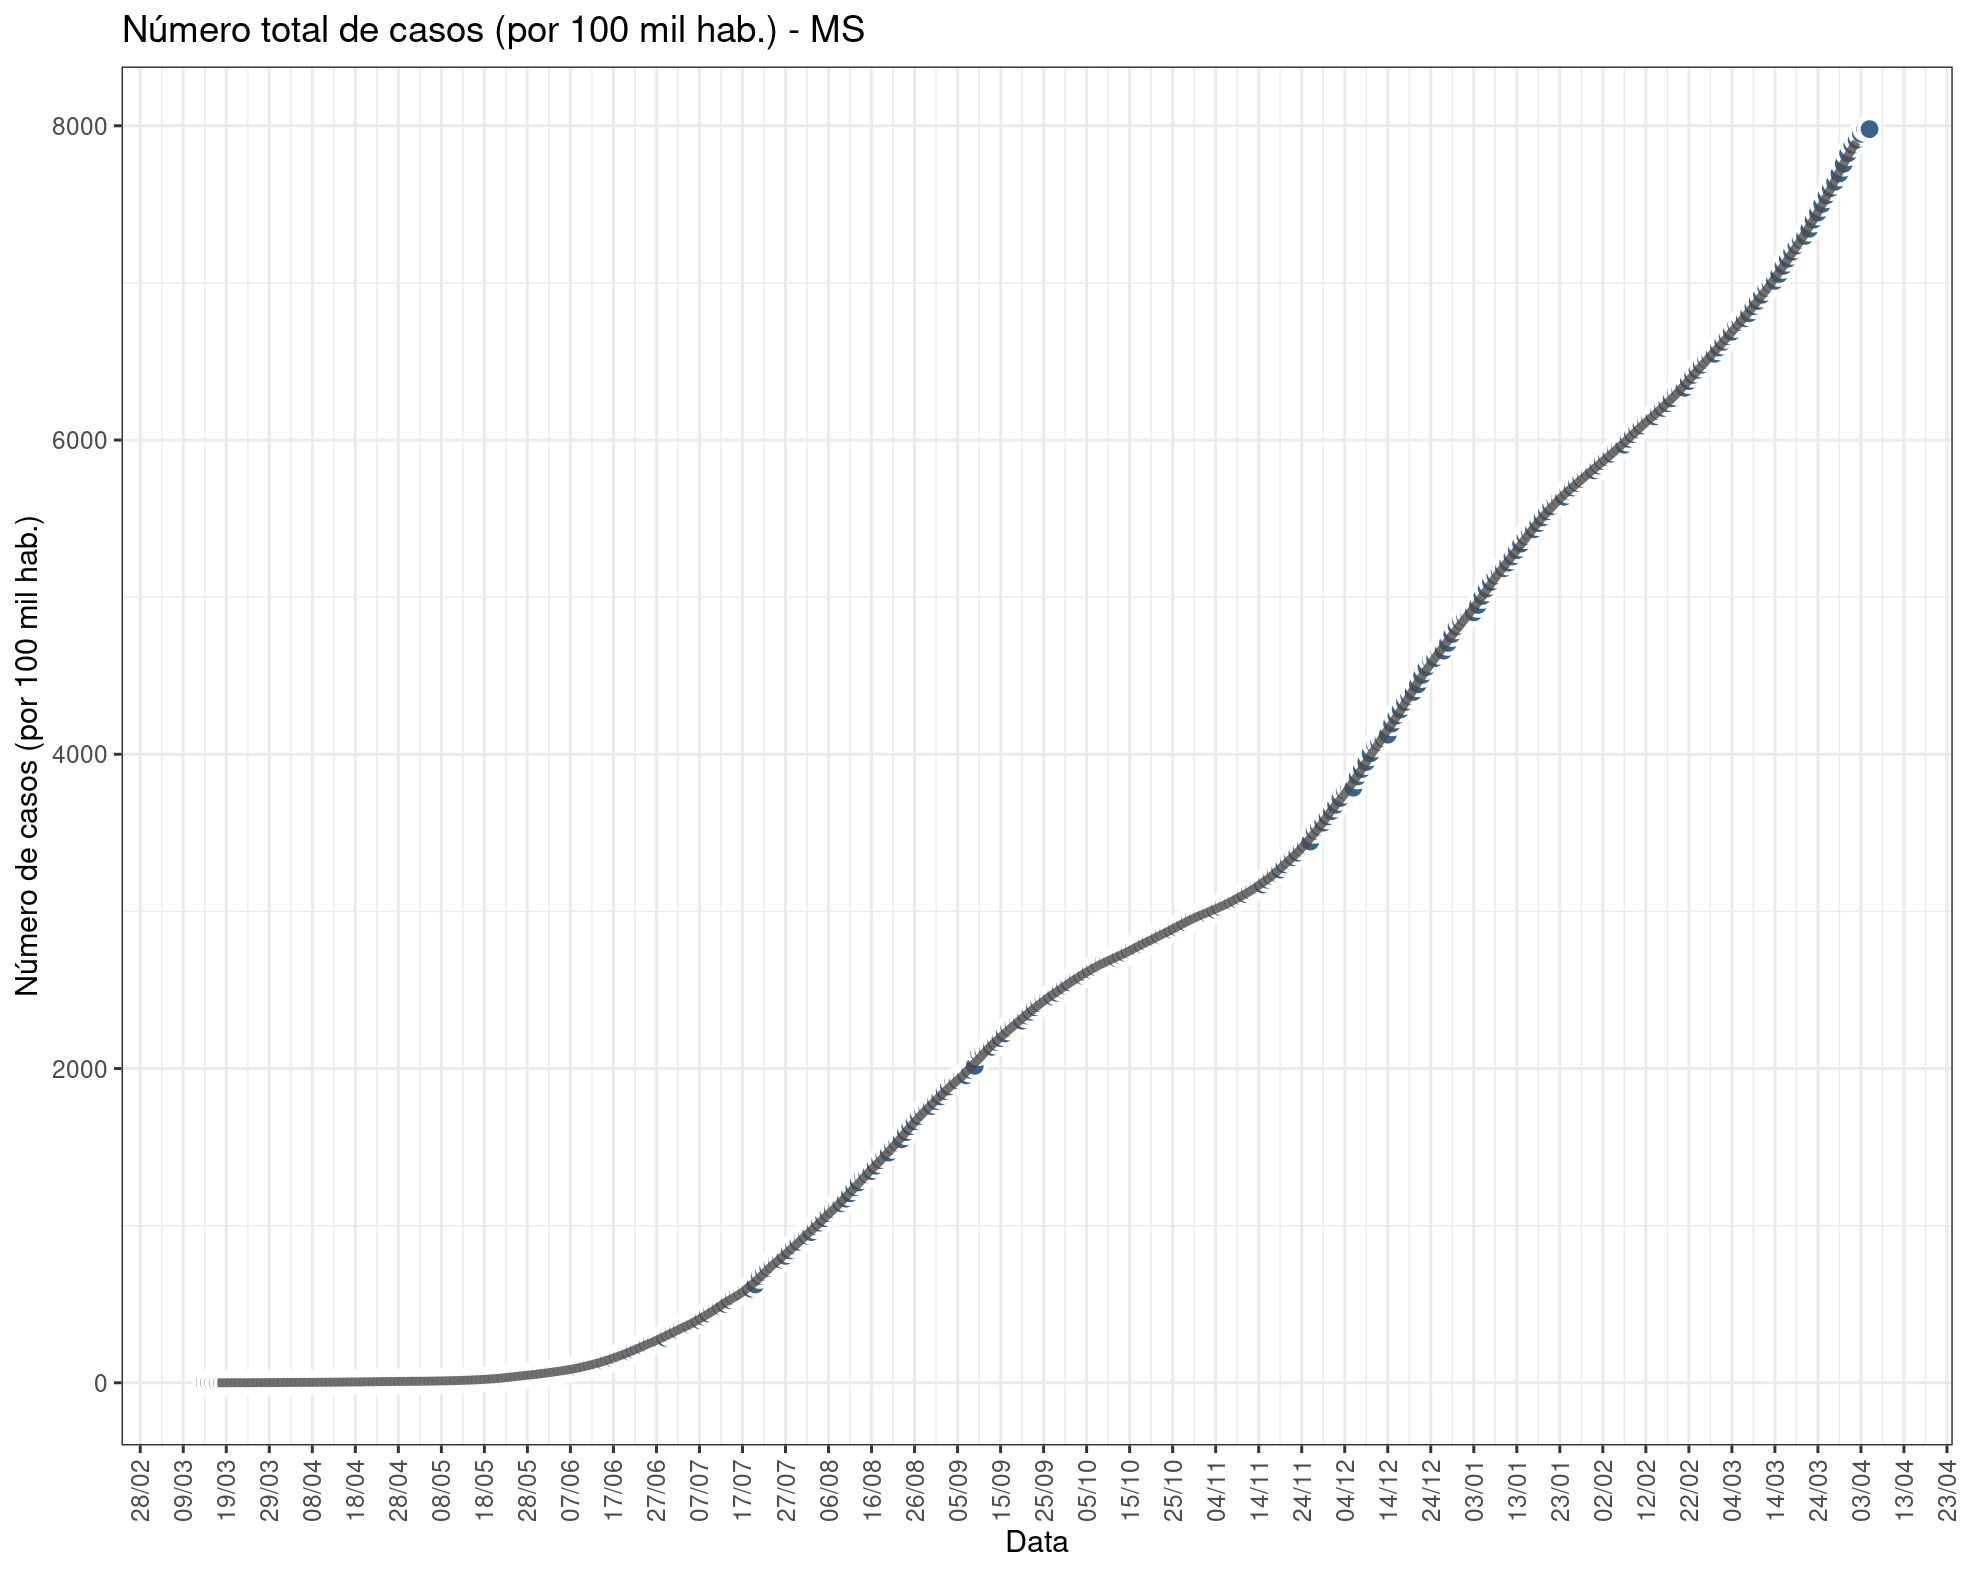 Número total de casos (por 100 mil hab.) - MS
Número de casos (por 100 mil hab.)
8000
6000
4000
2000
0
28/02 09/03 19/03 29/03 08/04 18/04 28/04 08/05 18/05 28/05 07/06 17/06 27/06 07/07 17/07 27/07 06/08 16/08 26/08 05/09 15/09 25/09 05/10 15/10 25/10 04/11 14/11 24/11 04/12 14/12 24/12 03/01 13/01 23/01 02/02 12/02 22/02 04/03 14/03 24/03 03/04 13/04 23/04
Data